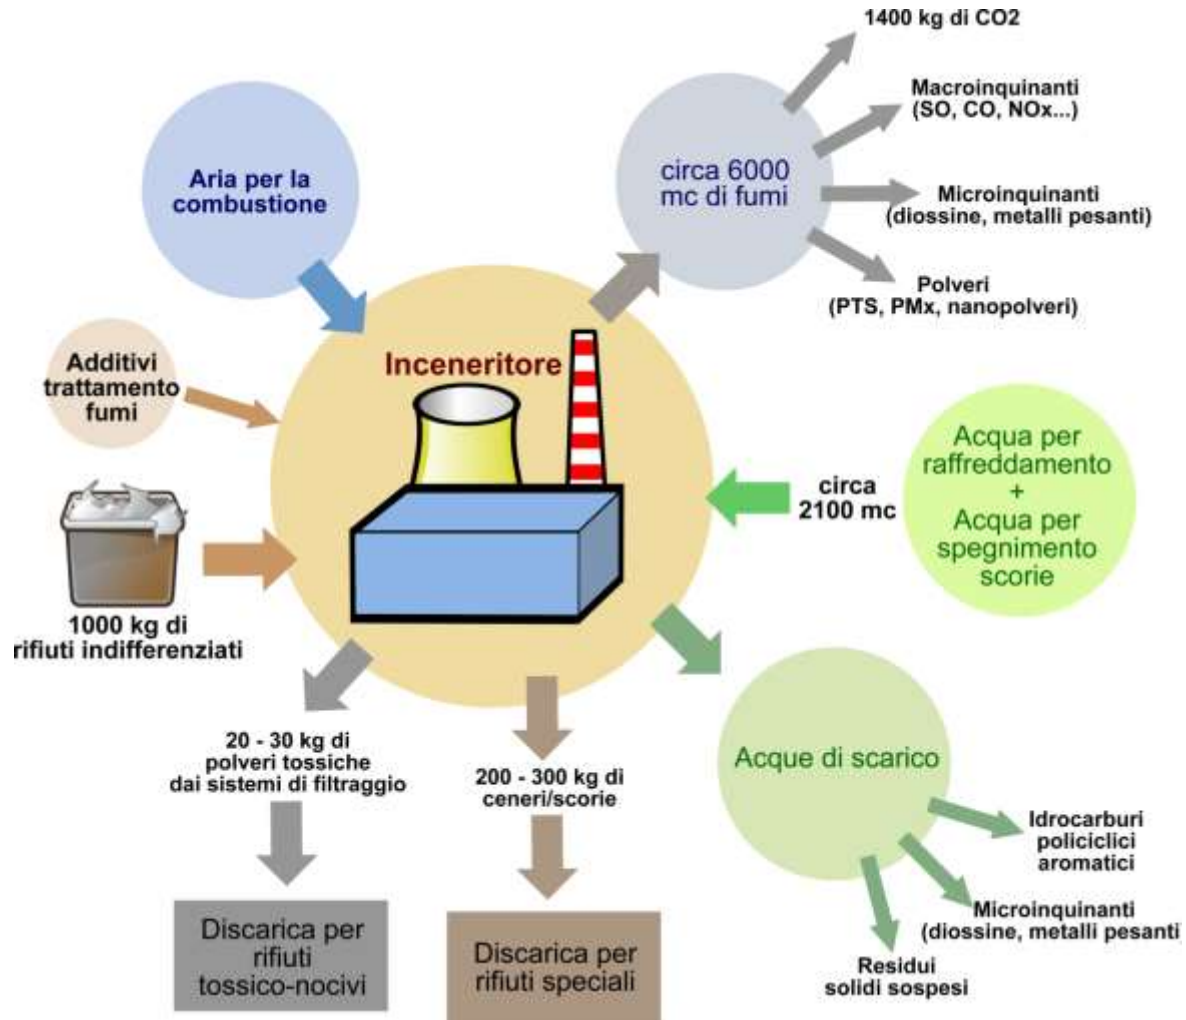 1400 kg di CO2
Macroinquinanti
(SO, CO, NOx...)
Aria per la
combustione
circa 6000
mc di fumi
Microinquinanti
(diossine, metalli pesanti)
Polveri
(PTS, PMx, nanopolveri)
Additivi
trattamento
fumi
Inceneritore
Acqua per
raffreddamento
+
Acqua per
spegnimento
scorie
circa
2100 mc
1000 kg di
rifiuti indifferenziati
20 - 30 kg di
polveri tossiche
dai sistemi di filtraggio
200 - 300 kg di
ceneri/scorie
Acque di scarico
Idrocarburi
policiclici
aromatici
Microinquinanti
(diossine, metalli pesanti)
Residui
solidi sospesi
Discarica per
rifiuti
tossico-nocivi
Discarica per
rifiuti speciali